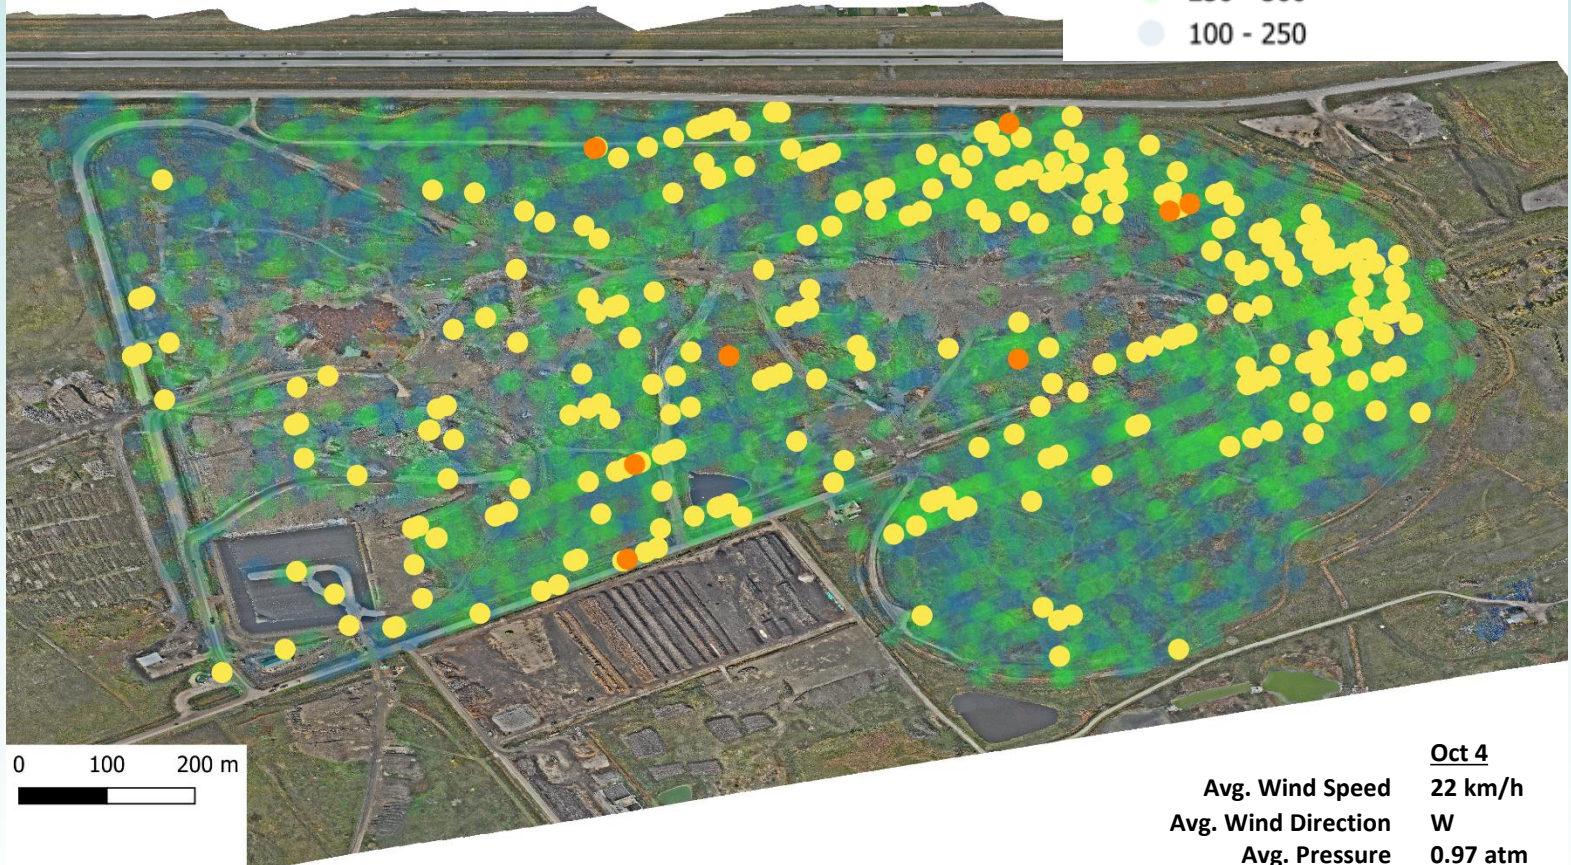 100 - 250
0 100 200 m
Oct 4
Avg. Wind Speed 22 km/h
Avg. Wind Direction W
Avg. Pressure 0.97 atm